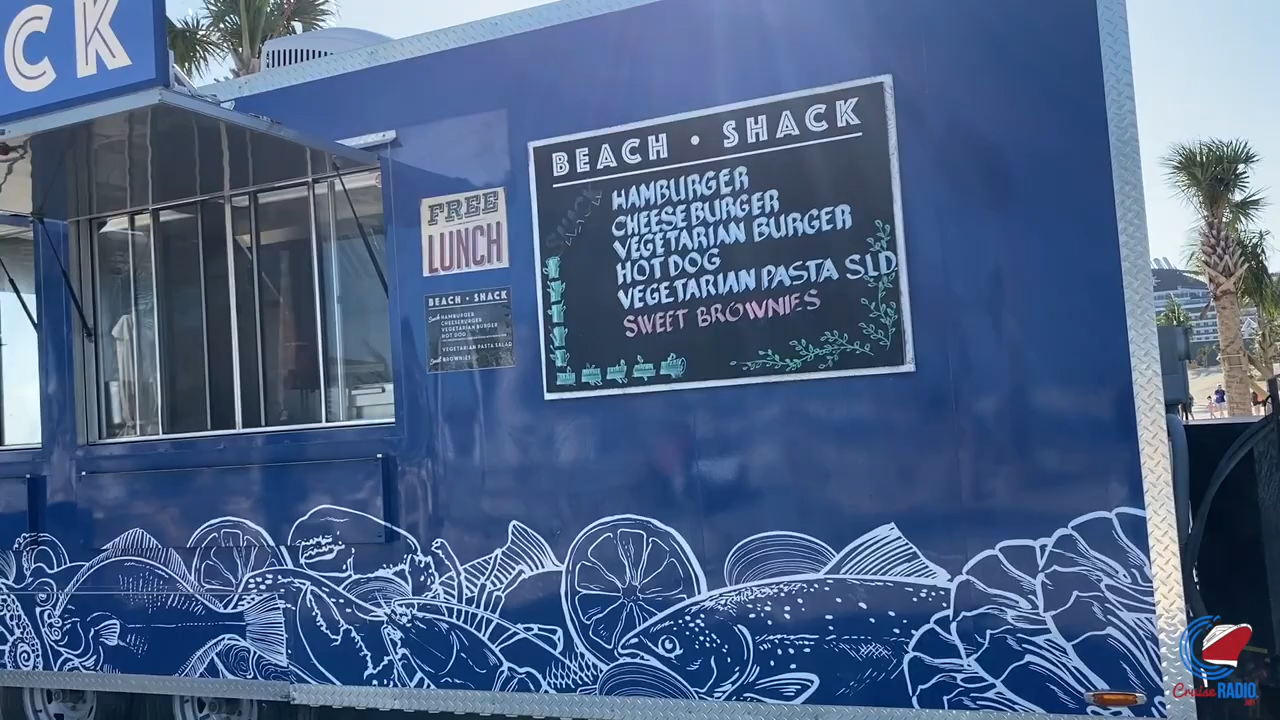 CK
BEACH • SHACK
HAMBURGER
CHEESEBURGER
VEGETARIAN BURGER
HOT DOG
VEGETARIAN PASTA SLD
SWEET BROWNIES
FREE
LUNCH
BEACH • SHACK
HAMBURGER
CHEESEBURGER
VEGETARIAN BURGER
HOT DOG
VEGETARIAN PASTA SALAD
BROWNIES
Cruise RADIO